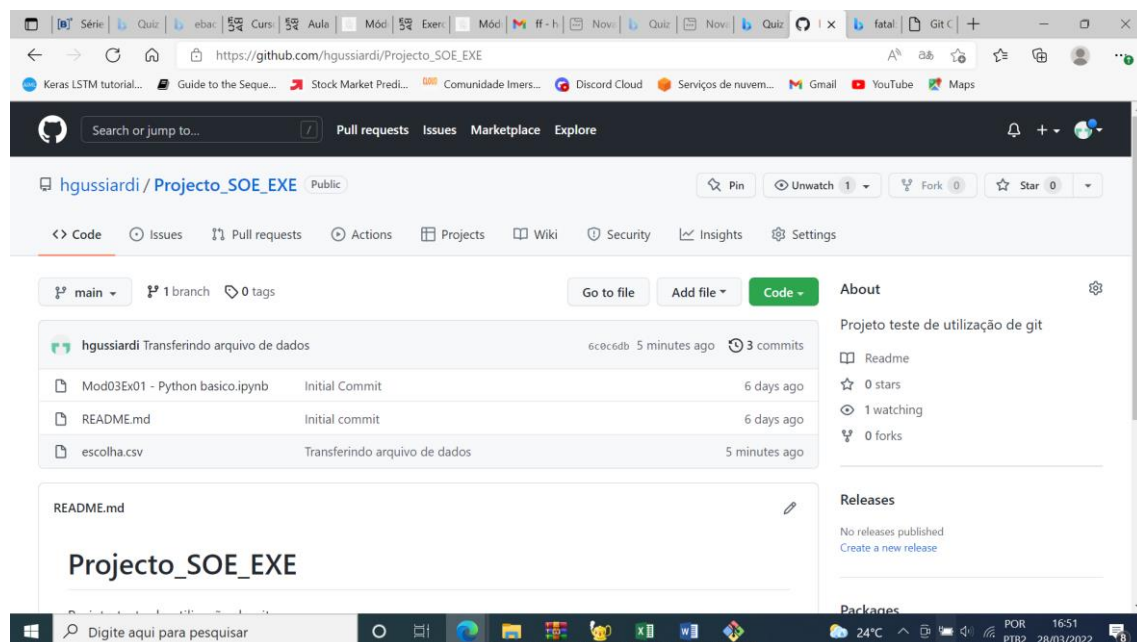 Série Quiz ebac Curs Aula Mód Exerc Mód ff - h Nova Quiz Nova Quiz fatal: Git C
https://github.com/hgussiardi/Projecto_SOE_EXE
Keras LSTM tutorial... Guide to the Seque... Stock Market Predi... Comunidade Imers... Discord Cloud Serviços de nuvem... Gmail YouTube Maps
Search or jump to... / Pull requests Issues Marketplace Explore
hgussiardi / Projecto_SOE_EXE Public
Pin Unwatch 1 Fork 0 Star 0
Code Issues Pull requests Actions Projects Wiki Security Insights Settings
main 1 branch 0 tags Go to file Add file Code
hgussiardi Transferindo arquivo de dados 6c0c6db 5 minutes ago 3 commits
Mod03Ex01 - Python basico.ipynb Initial Commit 6 days ago
README.md Initial commit 6 days ago
escolha.csv Transferindo arquivo de dados 5 minutes ago
About
Projeto teste de utilização de git
Readme
0 stars
1 watching
0 forks
Releases
No releases published
Create a new release
Packages
README.md
Projecto_SOE_EXE
Digite aqui para pesquisar
24°C POR 16:51
PTB2 28/03/2022